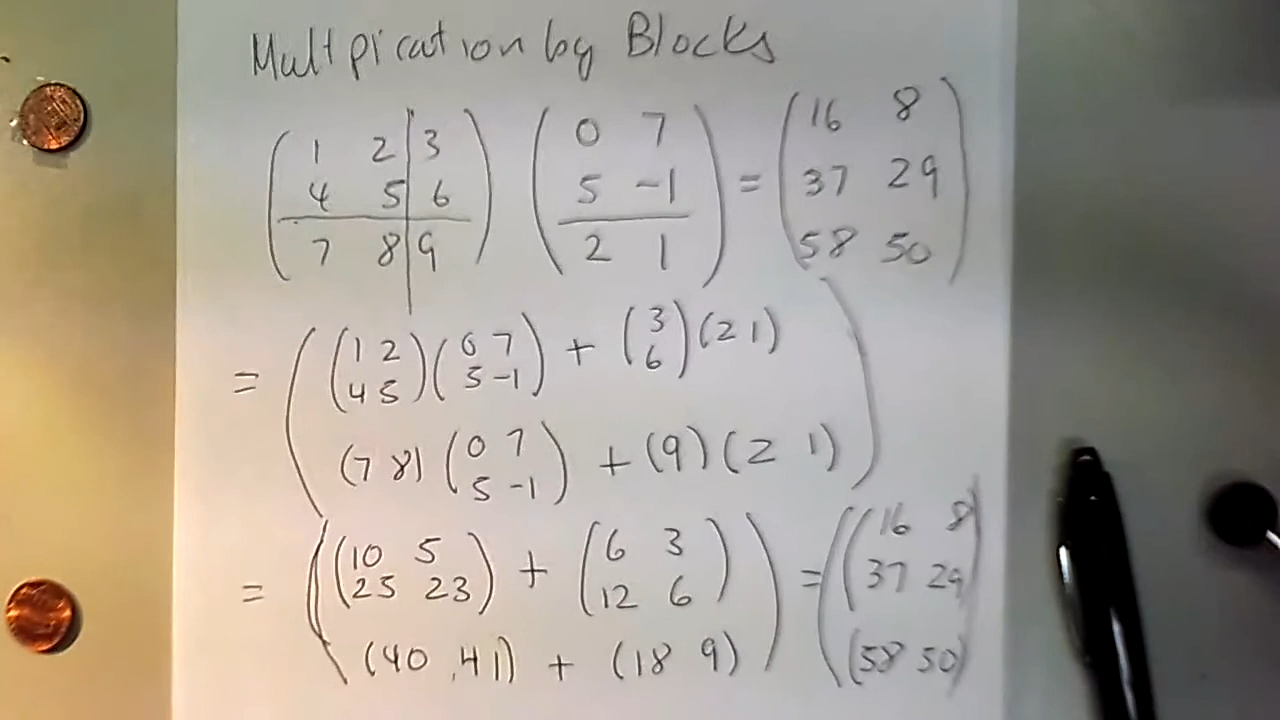 Multpication by Blocks
1 2 3 0 7 16 8
4 5 6 5 -1 = 37 29
7 8 9 2 1 58 50
= ((1 2)(0 7) + (3)(2 1)
4 5 5 -1 6
(7 8)(0 7) + (9)(2 1)
5 -1
= ((10 5) + (6 3) = ((16 8)
25 23 12 6 37 29
(40 , 41) + (18 9) (58 50)